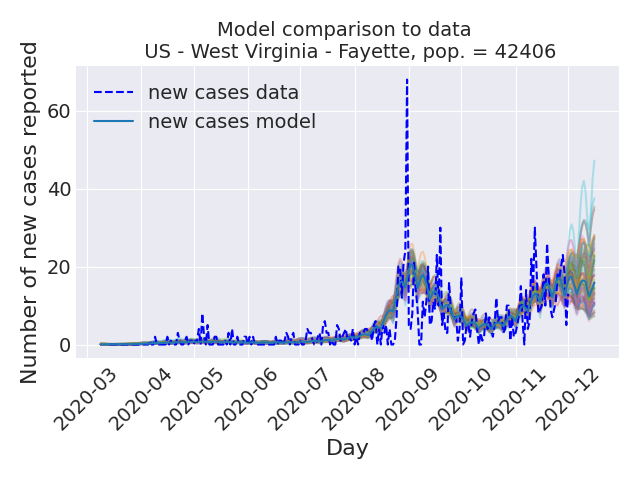 Model comparison to data
US - West Virginia - Fayette, pop. = 42406
Number of new cases reported
new cases data
new cases model
60
40
20
0
2020-03
2020-04
2020-05
2020-06
2020-07
2020-08
2020-09
2020-10
2020-11
2020-12
Day